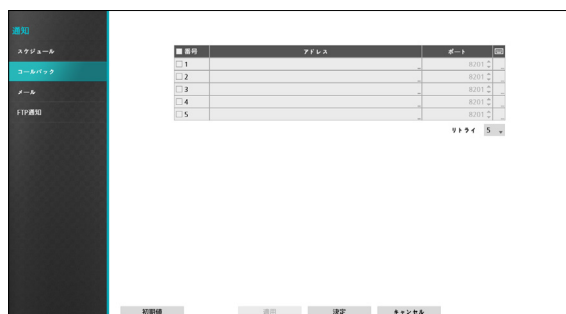 通知
スケジュール
コールバック
メール
FTP通知
番号 アドレス ポート
1 8201
2 8201
3 8201
4 8201
5 8201
リトライ 5
初期値 適用 決定 キャンセル